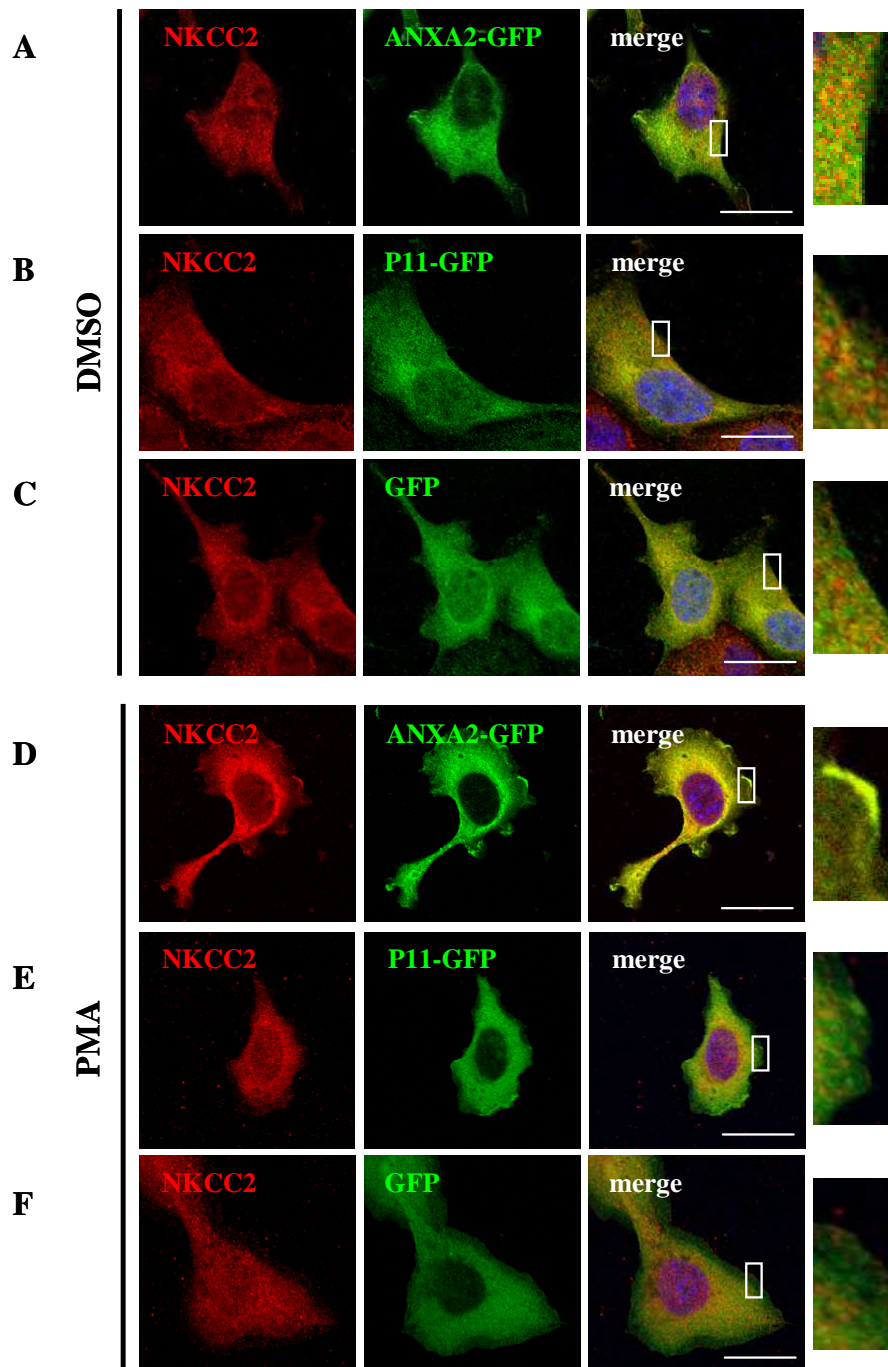 A
NKCC2 ANXA2-GFP merge
B
NKCC2 P11-GFP merge
DMSO
C
NKCC2 GFP merge
D
NKCC2 ANXA2-GFP merge
E
NKCC2 P11-GFP merge
PMA
F
NKCC2 GFP merge